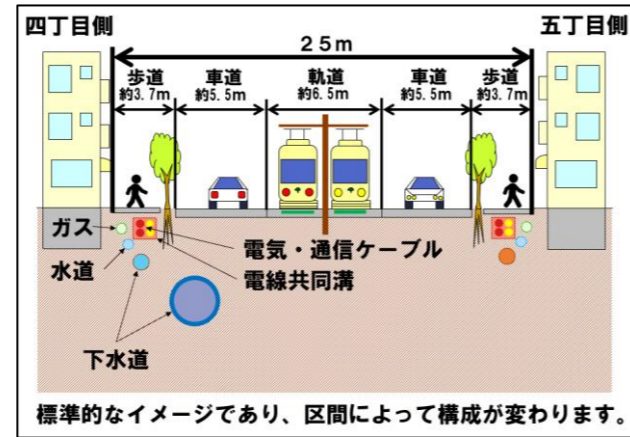 四丁目側
五丁目側
25m
歩道
約3.7m
車道
約5.5m
軌道
約6.5m
車道
約5.5m
歩道
約3.7m
ガス
水道
電気・通信ケーブル
電線共同溝
下水道
標準的なイメージであり、区間によって構成が変わります。